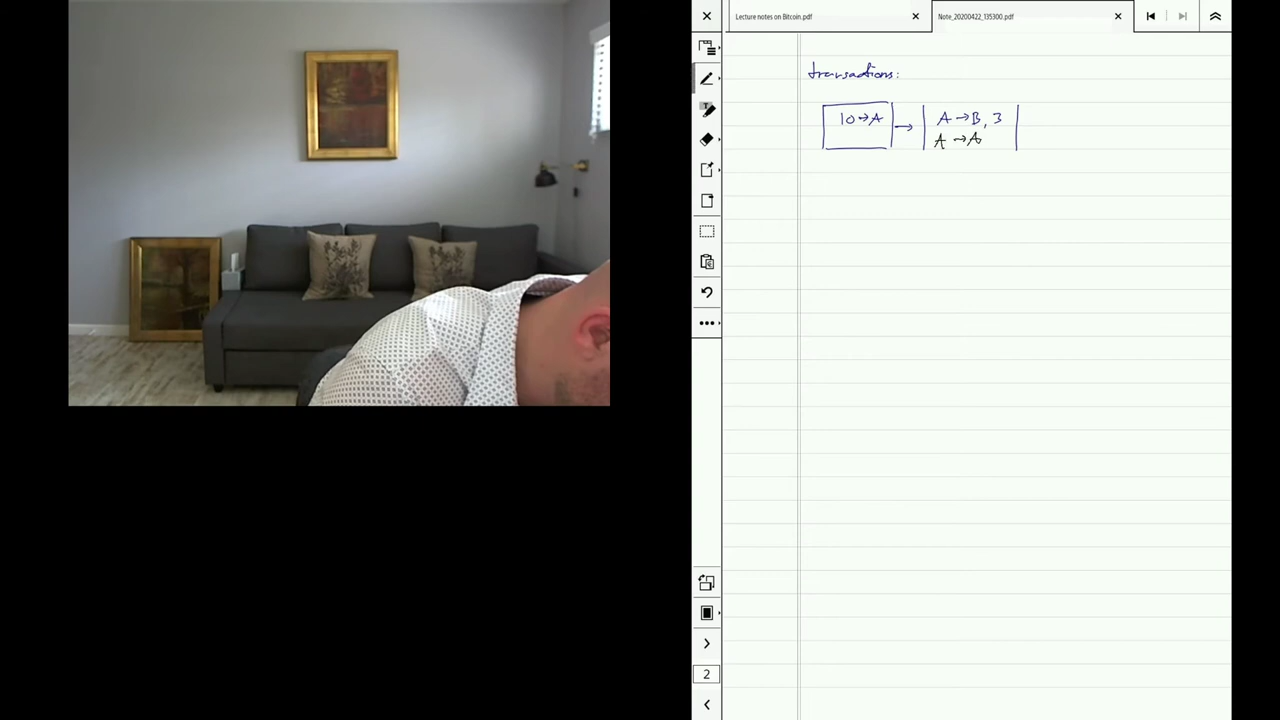 Lecture notes on Bitcoin.pdf
Note_20200422_135300.pdf
transactions:
10→A → A→B, 3
A→A
2